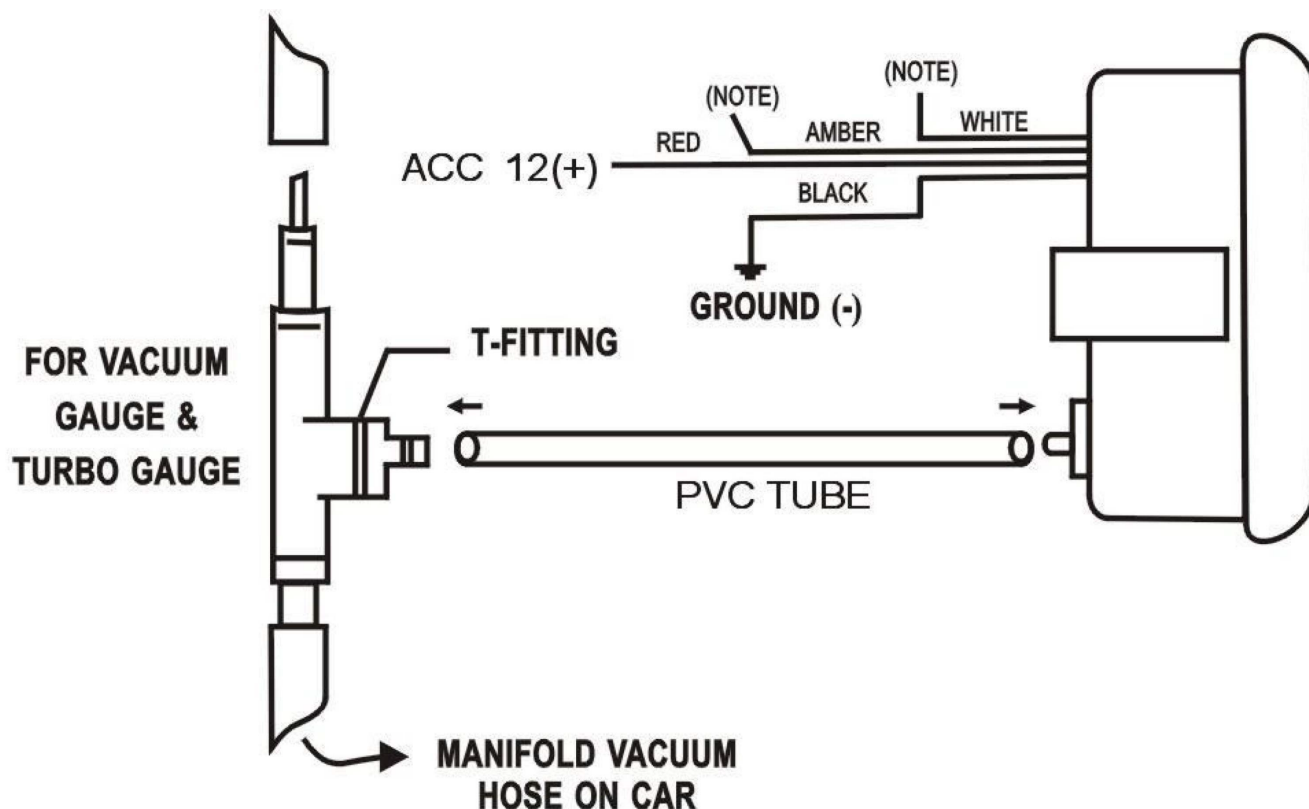 (NOTE)
(NOTE)
RED
AMBER
WHITE
ACC 12(+)
BLACK
GROUND (-)
T-FITTING
FOR VACUUM
GAUGE &
TURBO GAUGE
PVC TUBE
MANIFOLD VACUUM
HOSE ON CAR